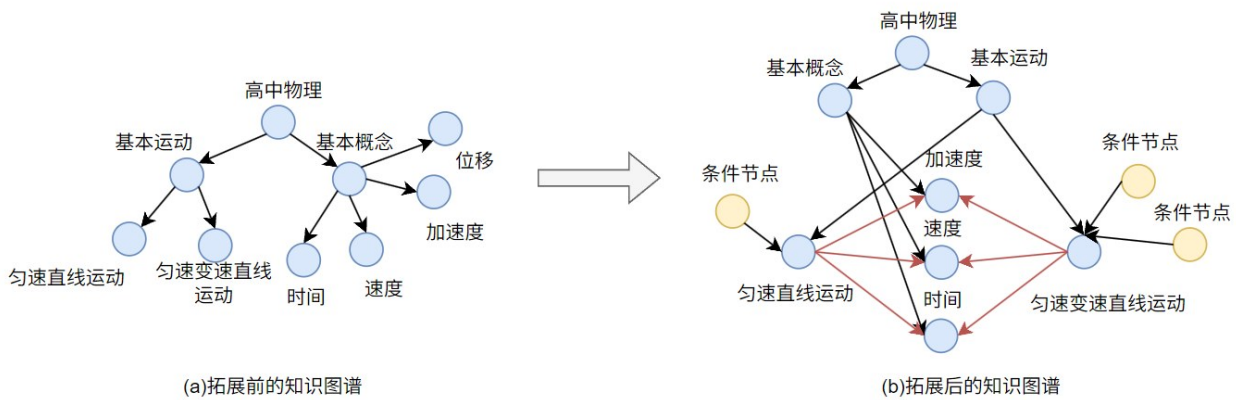 高中物理
基本运动
基本概念
位移
加速度
匀速直线运动
匀速变速直线
运动
时间
速度
(a)拓展前的知识图谱
高中物理
基本概念
基本运动
条件节点
加速度
条件节点
条件节点
速度
匀速直线运动
时间
匀速变速直线运动
(b)拓展后的知识图谱